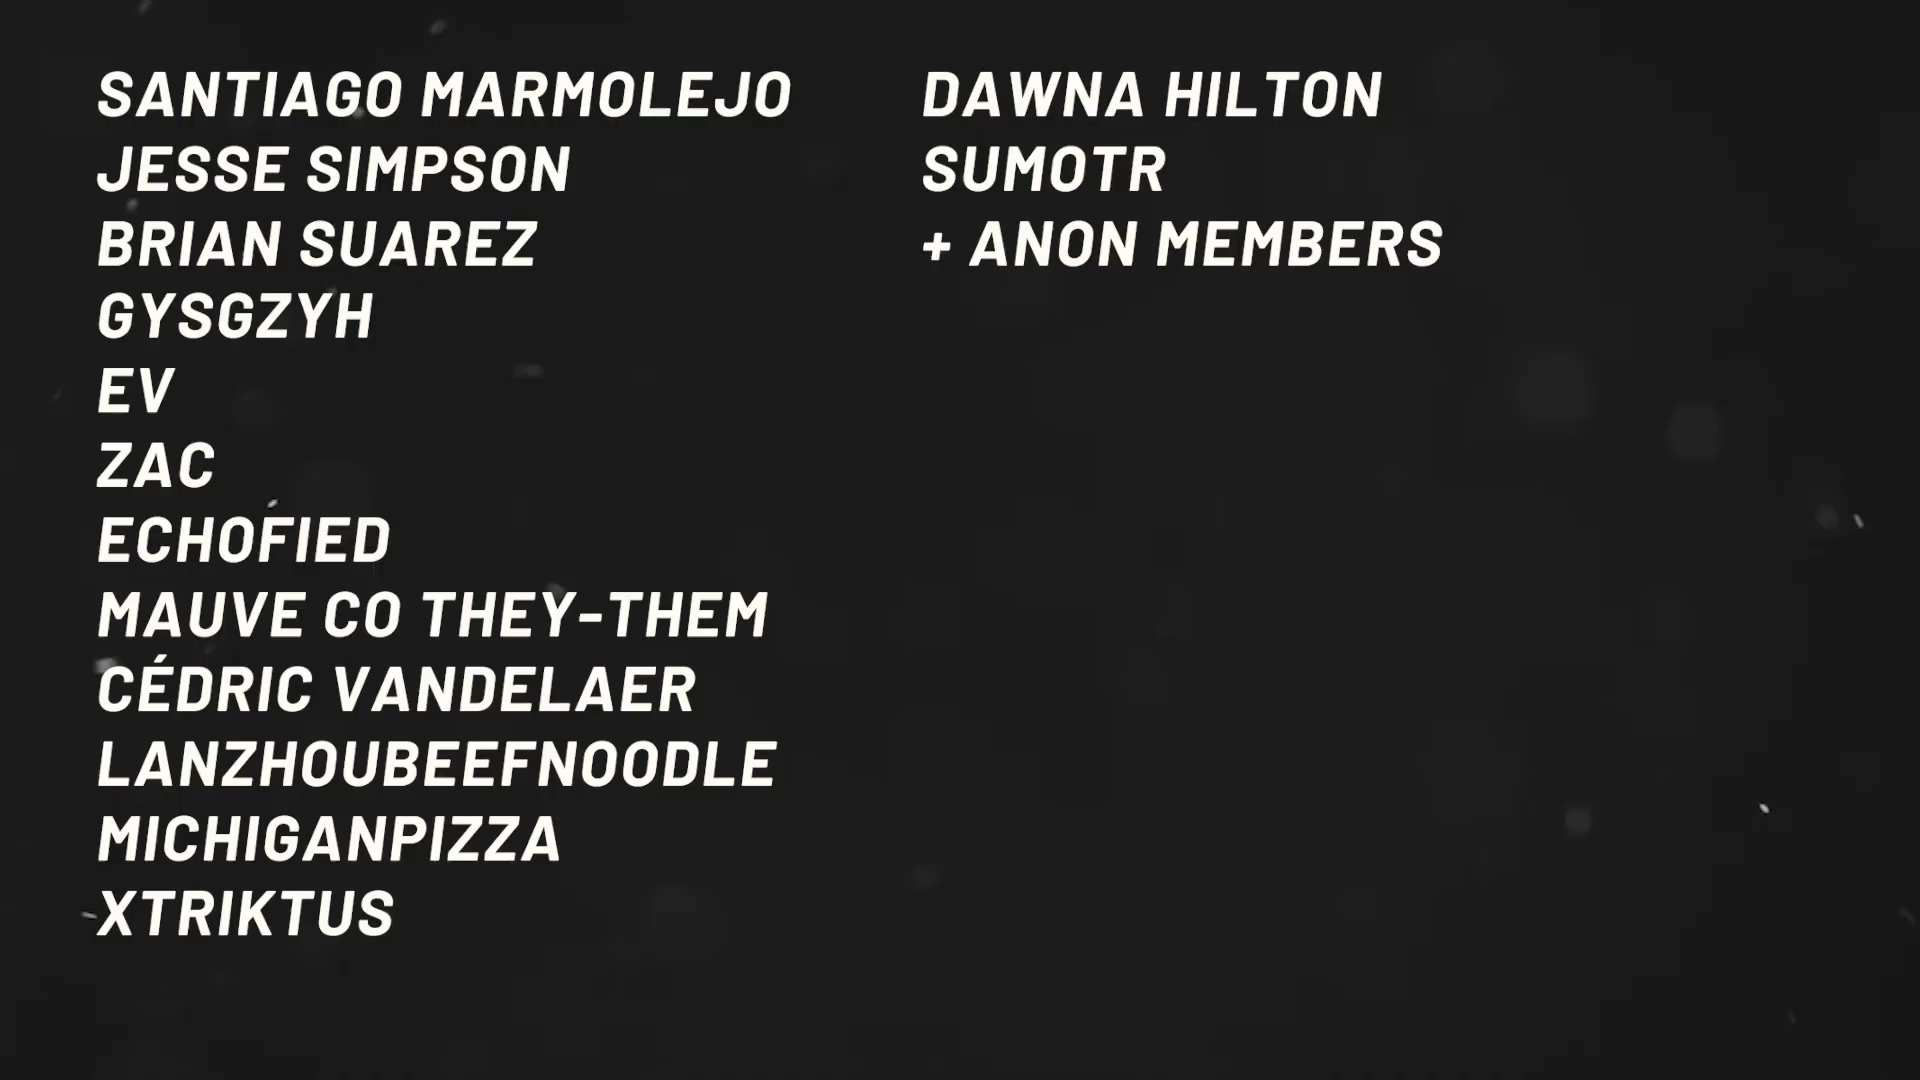 SANTIAGO MARMOLEJO
JESSE SIMPSON
BRIAN SUAREZ
GYSGZYH
EV
ZAC
ECHOFIED
MAUVE CO THEY-THEM
CÉDRIC VANDELAER
LANZHOUBEEFNOODLE
MICHIGANPIZZA
XTRIKTUS
DAWNA HILTON
SUMOTR
+ ANON MEMBERS